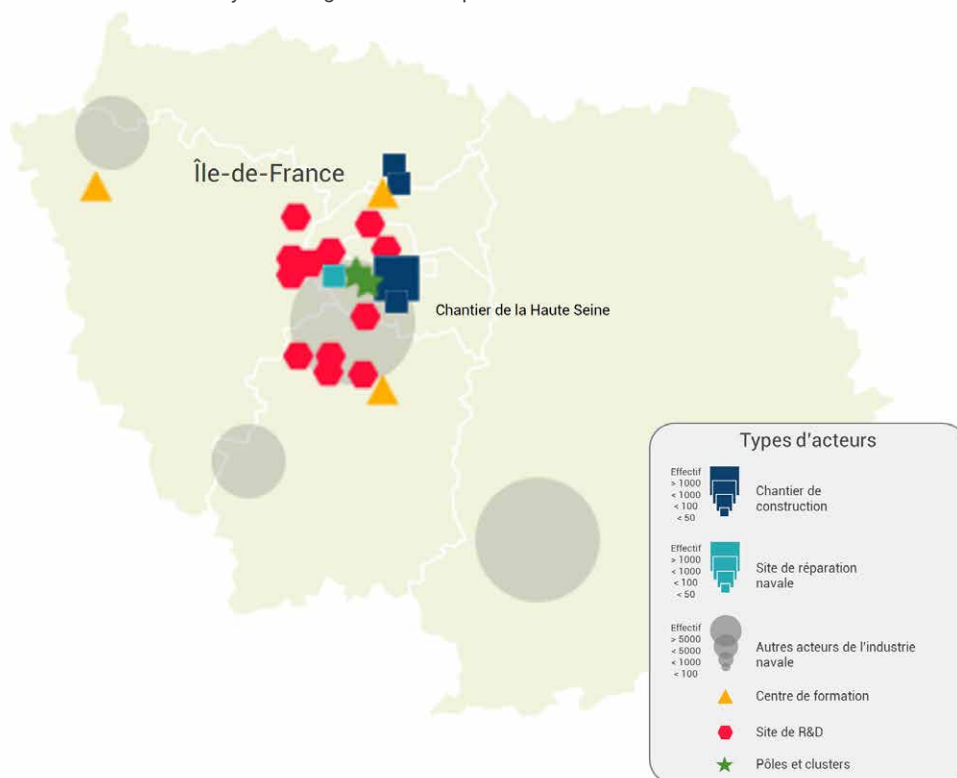 Île-de-France
Chantier de la Haute Seine
Types d'acteurs
Effectif
> 1000
< 1000
< 100
< 50
Chantier de
construction
Effectif
> 1000
< 1000
< 100
< 50
Site de réparation
navale
Effectif
> 5000
< 5000
< 1000
< 100
Autres acteurs de l'industrie
navale
Centre de formation
Site de R&D
Pôles et clusters